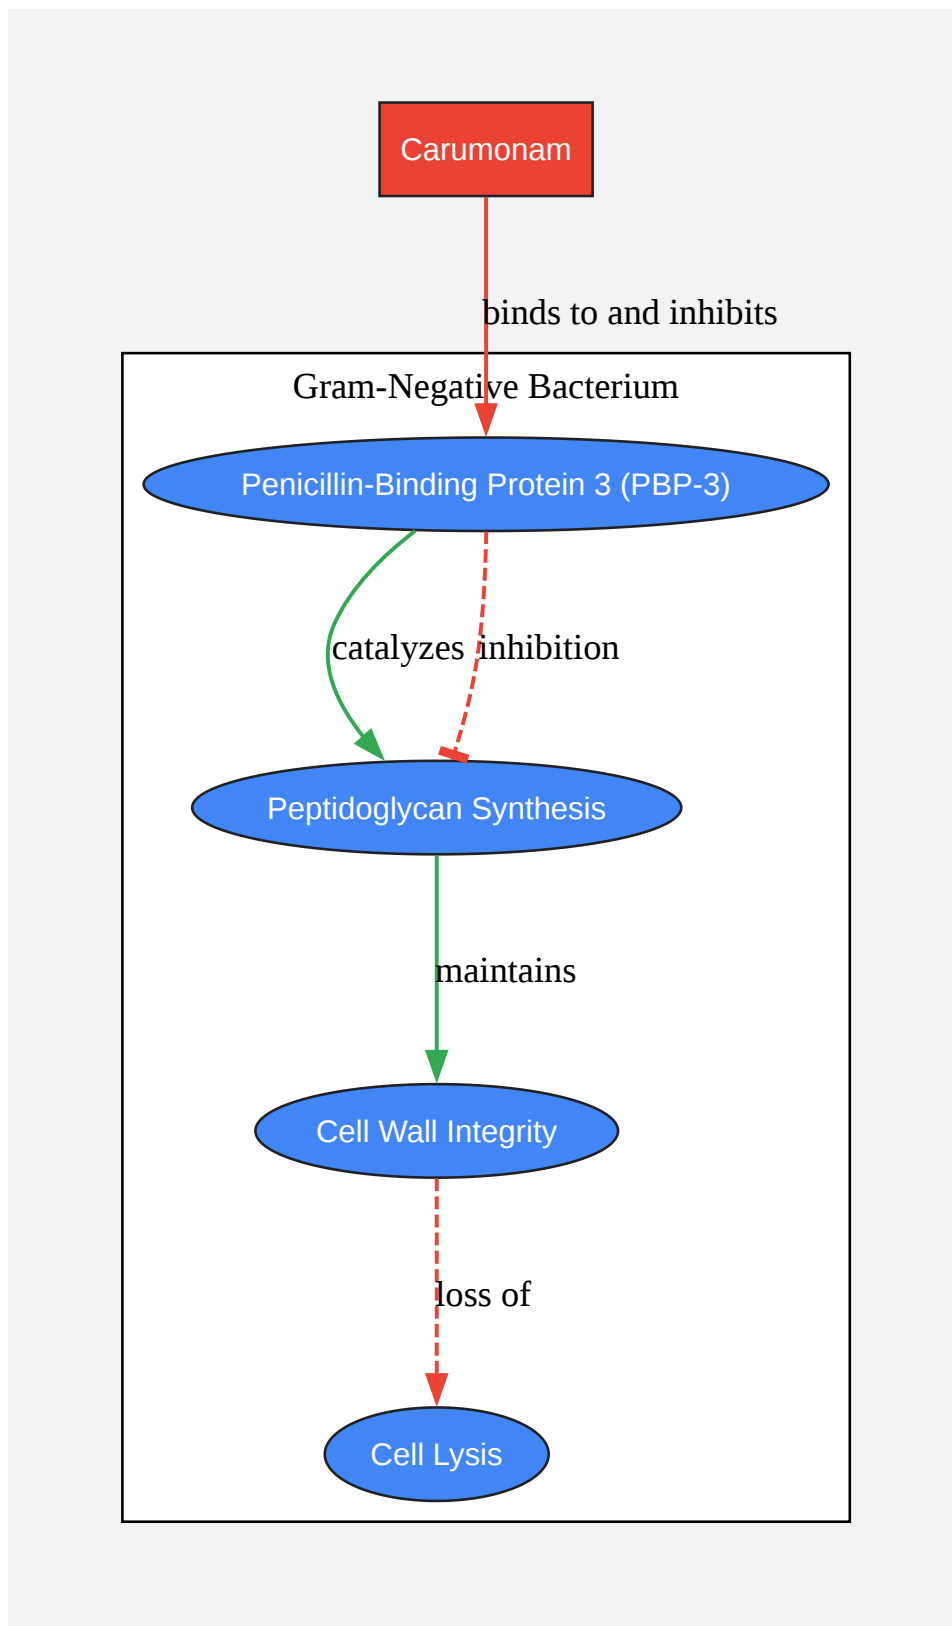 Carumonam
binds to and inhibits
Gram-Negative Bacterium
Penicillin-Binding Protein 3 (PBP-3)
catalyzes
inhibition
Peptidoglycan Synthesis
maintains
Cell Wall Integrity
loss of
Cell Lysis